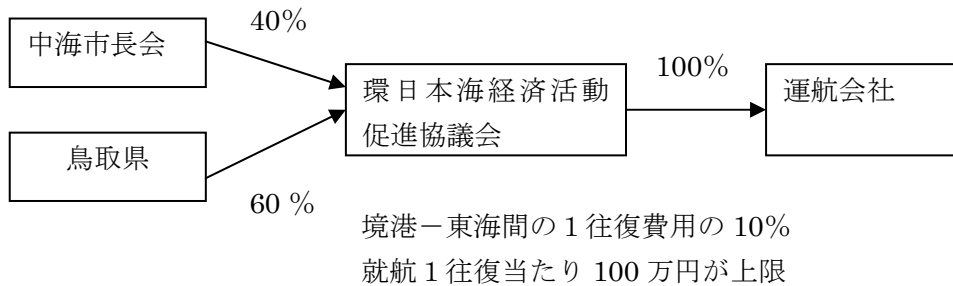 中海市長会
40%
環日本海経済活動
促進協議会
100%
運航会社
鳥取県
60 %
境港－東海間の１往復費用の 10%
就航１往復当たり 100 万円が上限